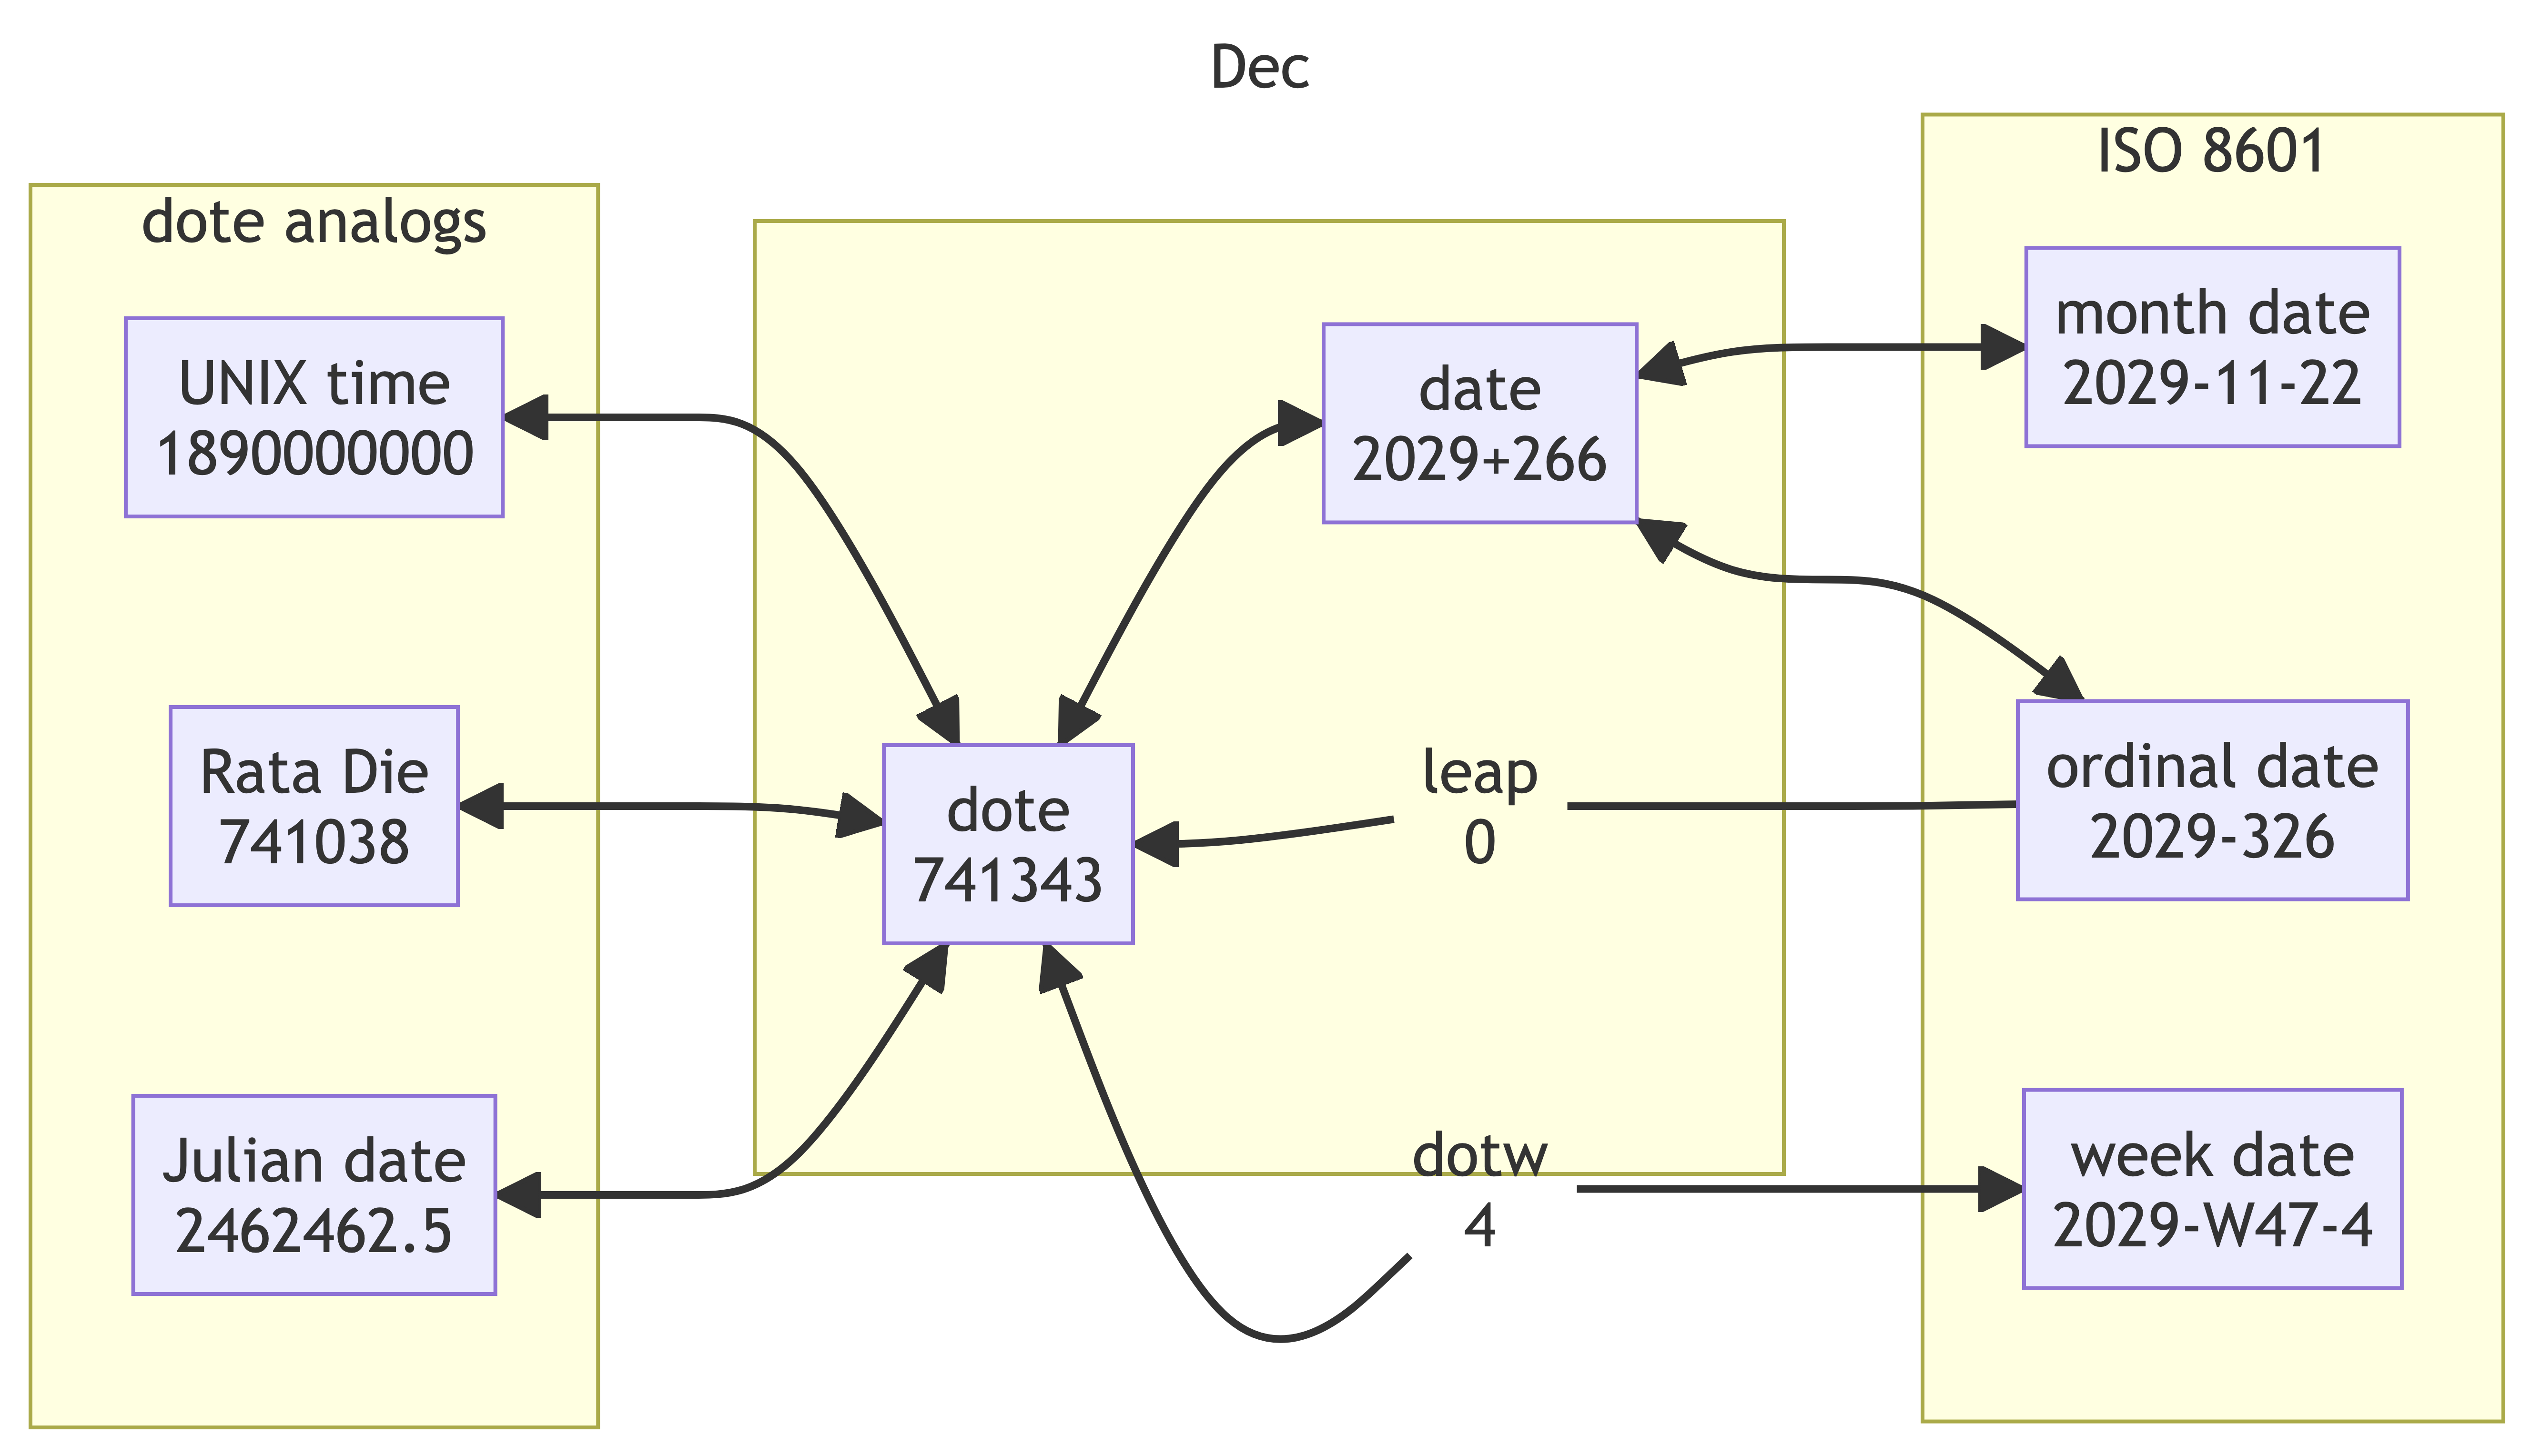 Dec
dote analogs
UNIX time
1890000000
Rata Die
741038
Julian date
2462462.5
date
2029+266
dote
741343
leap
0
dotw
4
ISO 8601
month date
2029-11-22
ordinal date
2029-326
week date
2029-W47-4